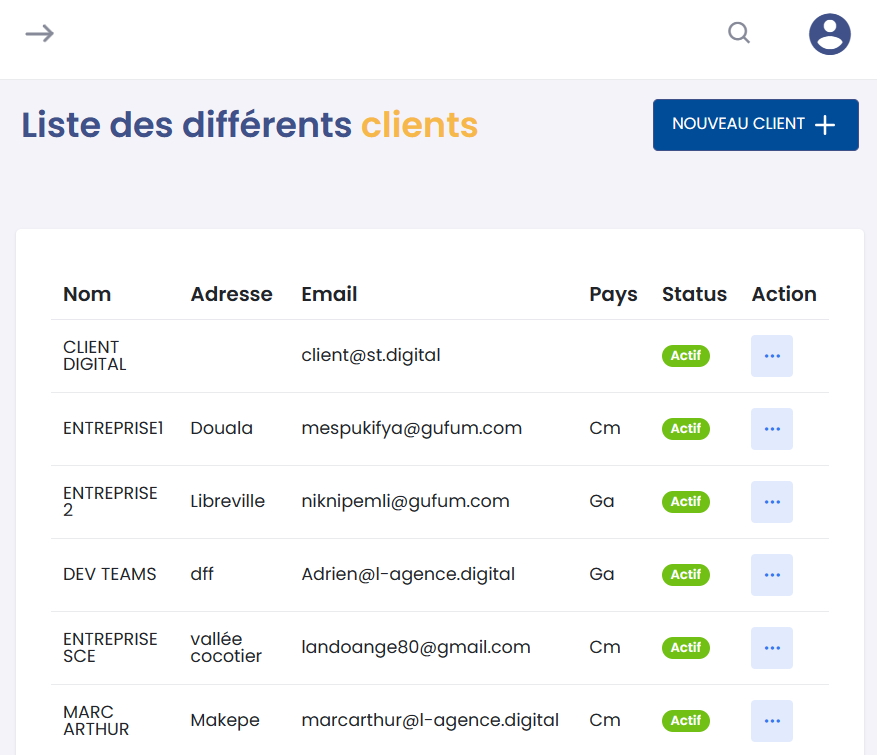 Liste des différents clients
NOUVEAU CLIENT
Nom Adresse Email Pays Status Action
CLIENT
DIGITAL
client@st.digital Actif
ENTREPRISE1 Douala mespukifya@gufum.com Cm Actif
ENTREPRISE
2
Libreville niknipemli@gufum.com Ga Actif
DEV TEAMS dff Adrien@l-agence.digital Ga Actif
ENTREPRISE
SCE
vallée
cocotier
landoange80@gmail.com Cm Actif
MARC
ARTHUR
Makepe marcarthur@l-agence.digital Cm Actif